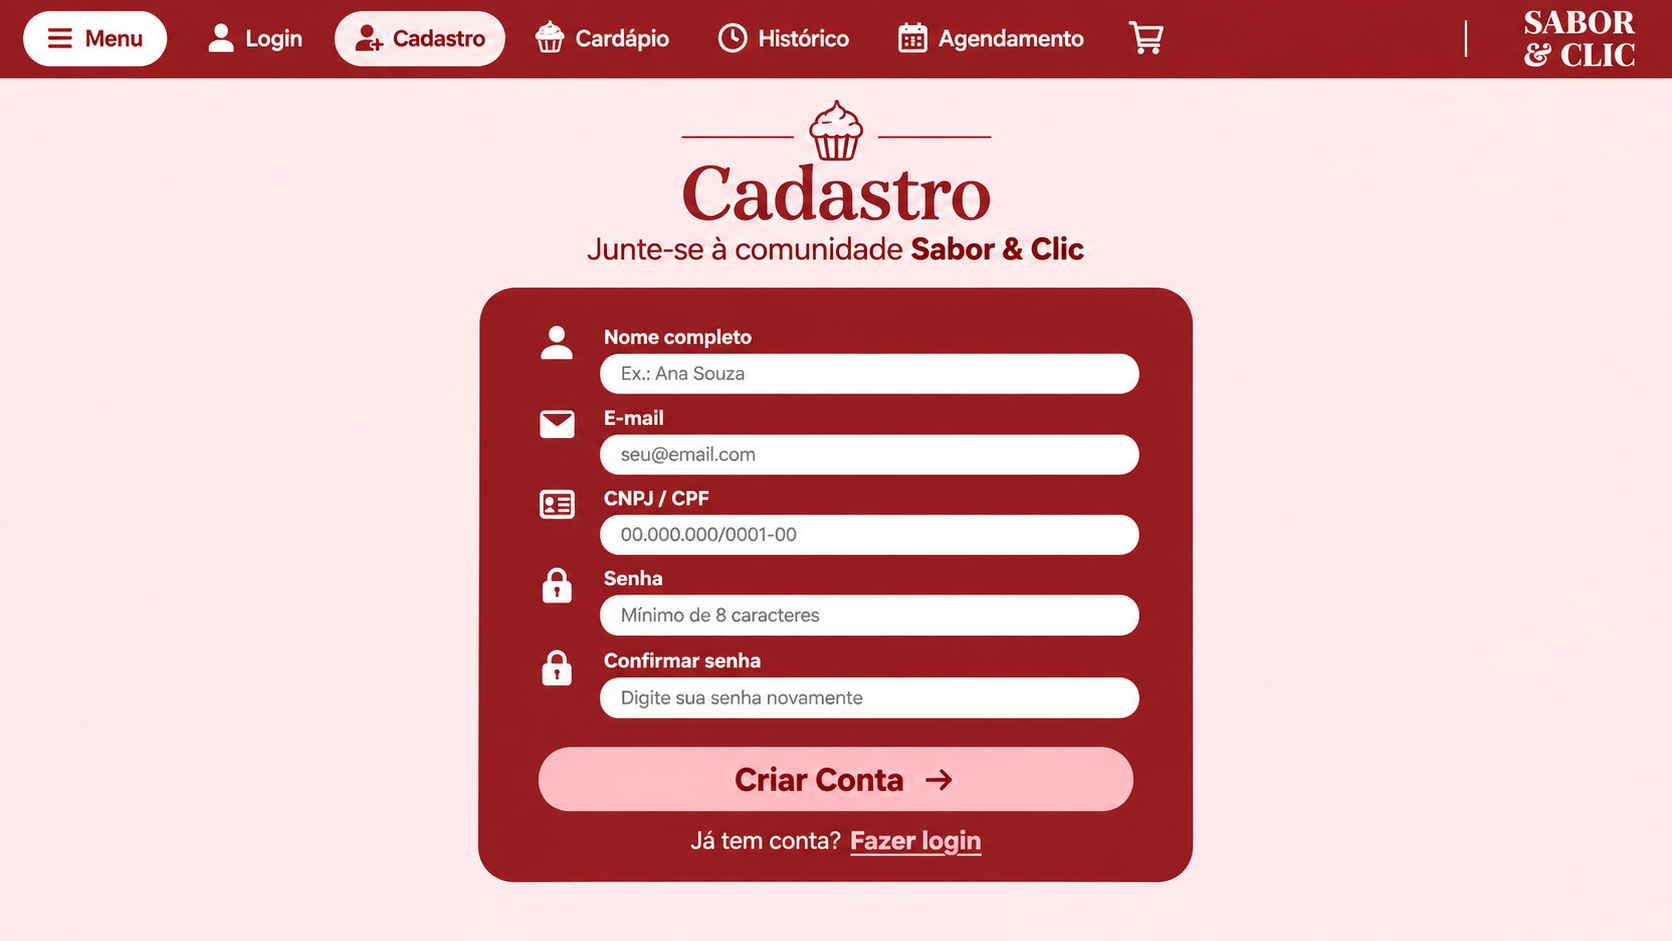 Menu
Login
Cadastro
Cardápio
Histórico
Agendamento
SABOR
& CLIC
Cadastro
Junte-se à comunidade Sabor & Clic
Nome completo
Ex.: Ana Souza
E-mail
seu@email.com
CNPJ / CPF
00.000.000/0001-00
Senha
Mínimo de 8 caracteres
Confirmar senha
Digite sua senha novamente
Criar Conta →
Já tem conta? Fazer login